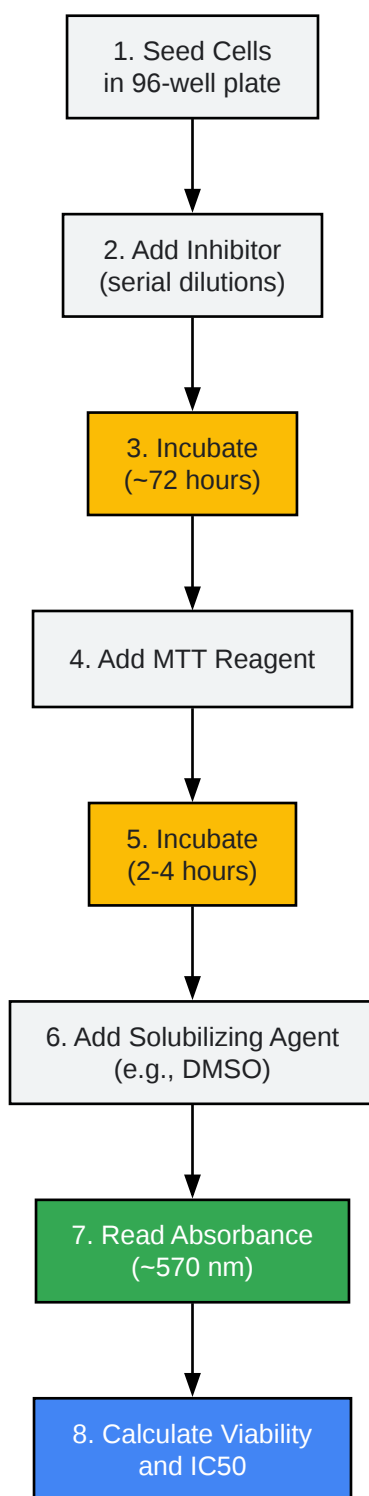 1. Seed Cells
in 96-well plate
2. Add Inhibitor
(serial dilutions)
3. Incubate
(~72 hours)
4. Add MTT Reagent
5. Incubate
(2-4 hours)
6. Add Solubilizing Agent
(e.g., DMSO)
7. Read Absorbance
(~570 nm)
8. Calculate Viability
and IC50